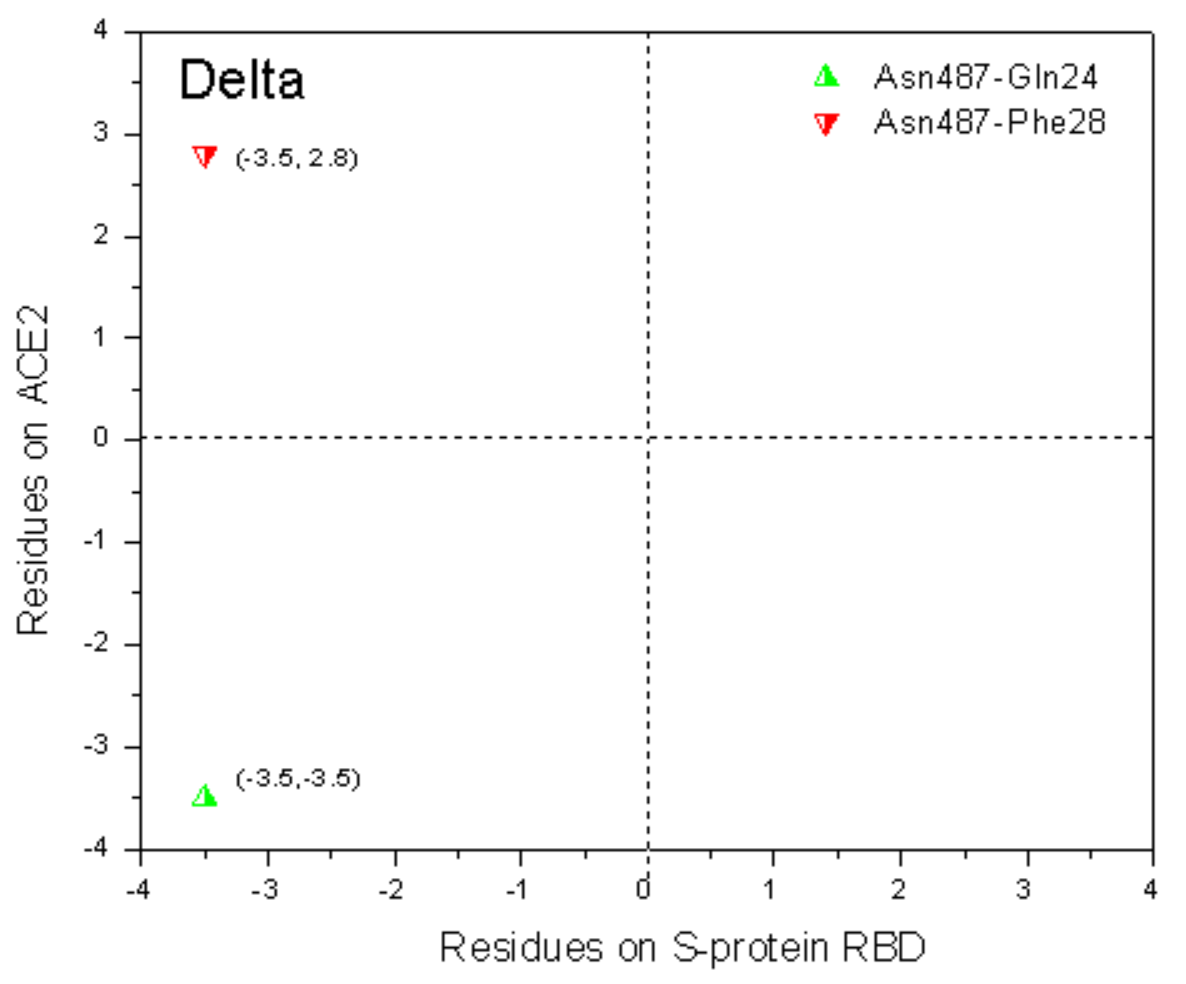 Delta
Asn487-Gln24
Asn487-Phe28
(-3.5, 2.8)
(-3.5,-3.5)
4
3
2
1
0
-1
-2
-3
-4
-4 -3 -2 -1 0 1 2 3 4
Residues on ACE2
Residues on S-protein RBD